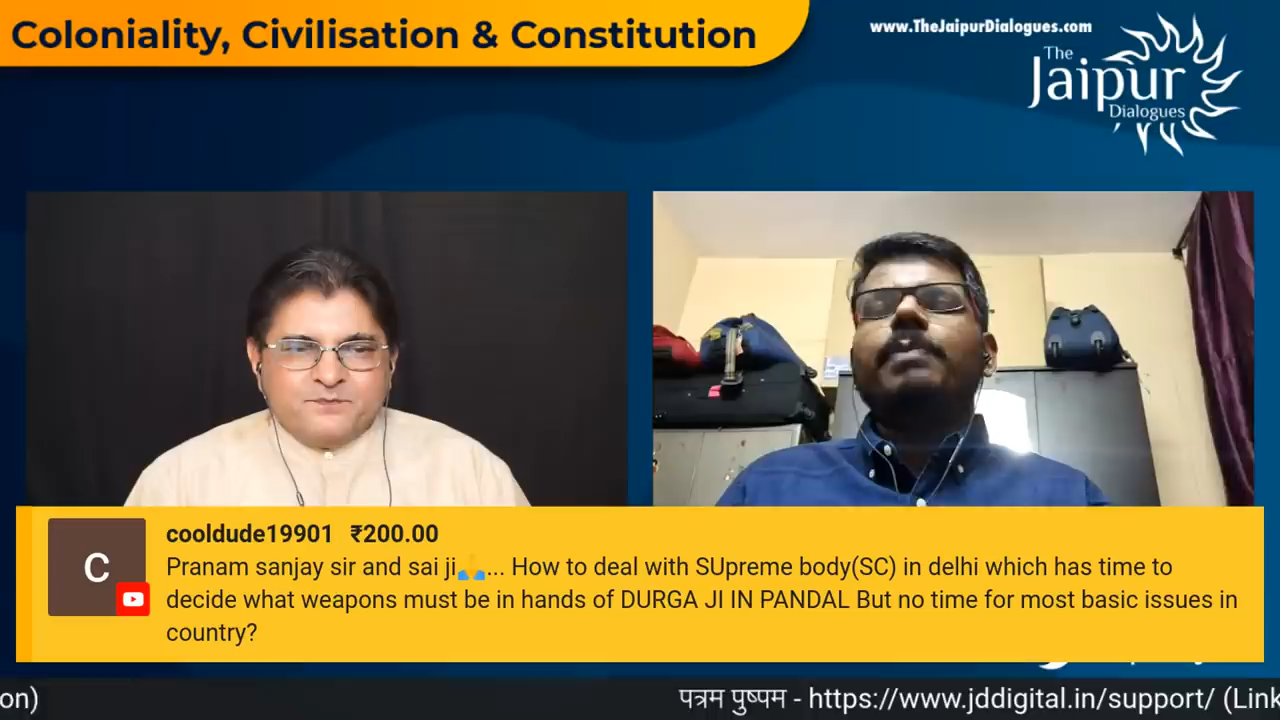 Coloniality, Civilisation & Constitution
www.TheJaipurDialogues.com
The
Jaipur
Dialogues
C
cooldude19901 ₹200.00
Pranam sanjay sir and sai ji🙏... How to deal with SUpreme body(SC) in delhi which has time to
decide what weapons must be in hands of DURGA JI IN PANDAL But no time for most basic issues in
country?
on)
पत्रम पुष्पम - https://www.jddigital.in/support/ (Link